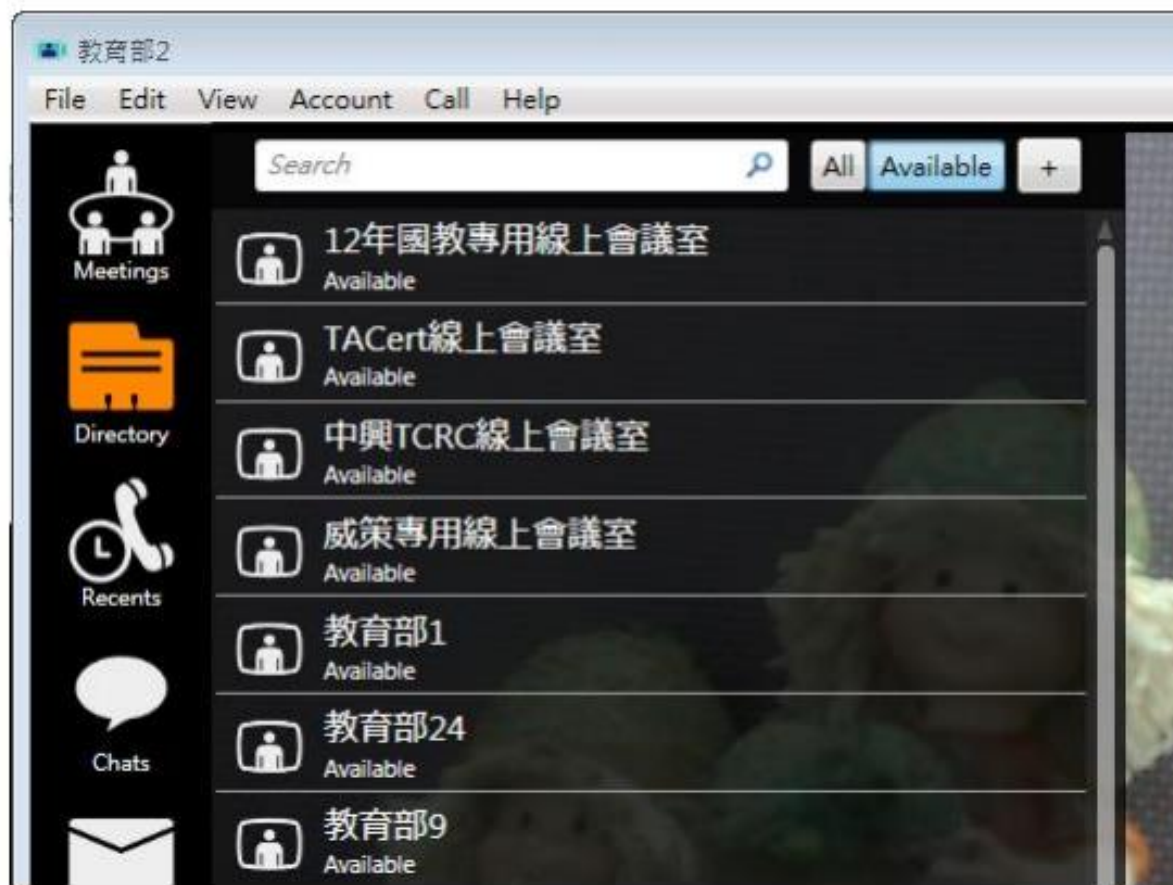 教育部2
File Edit View Account Call Help
Search All Available +
Meetings
Directory
Recents
Chats
12年國教專用線上會議室
Available
TACert線上會議室
Available
中興TCRC線上會議室
Available
威策專用線上會議室
Available
教育部1
Available
教育部24
Available
教育部9
Available